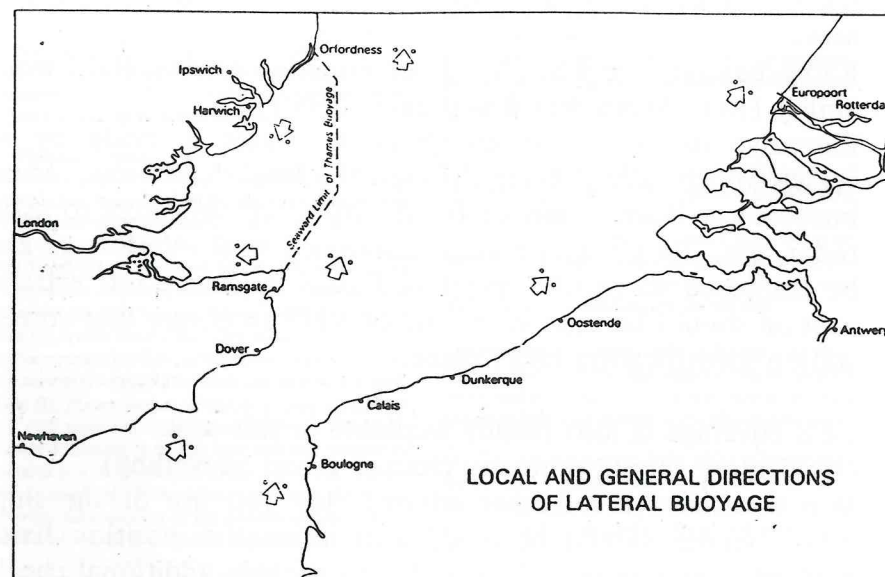 Orfordness
Ipswich
Harwich
Seaward Limit of Thames Buoyage
Europoort
Rotterda
London
Ramsgate
Dover
Oostende
Antwerp
Dunkerque
Calais
Newhaven
Boulogne
LOCAL AND GENERAL DIRECTIONS
OF LATERAL BUOYAGE